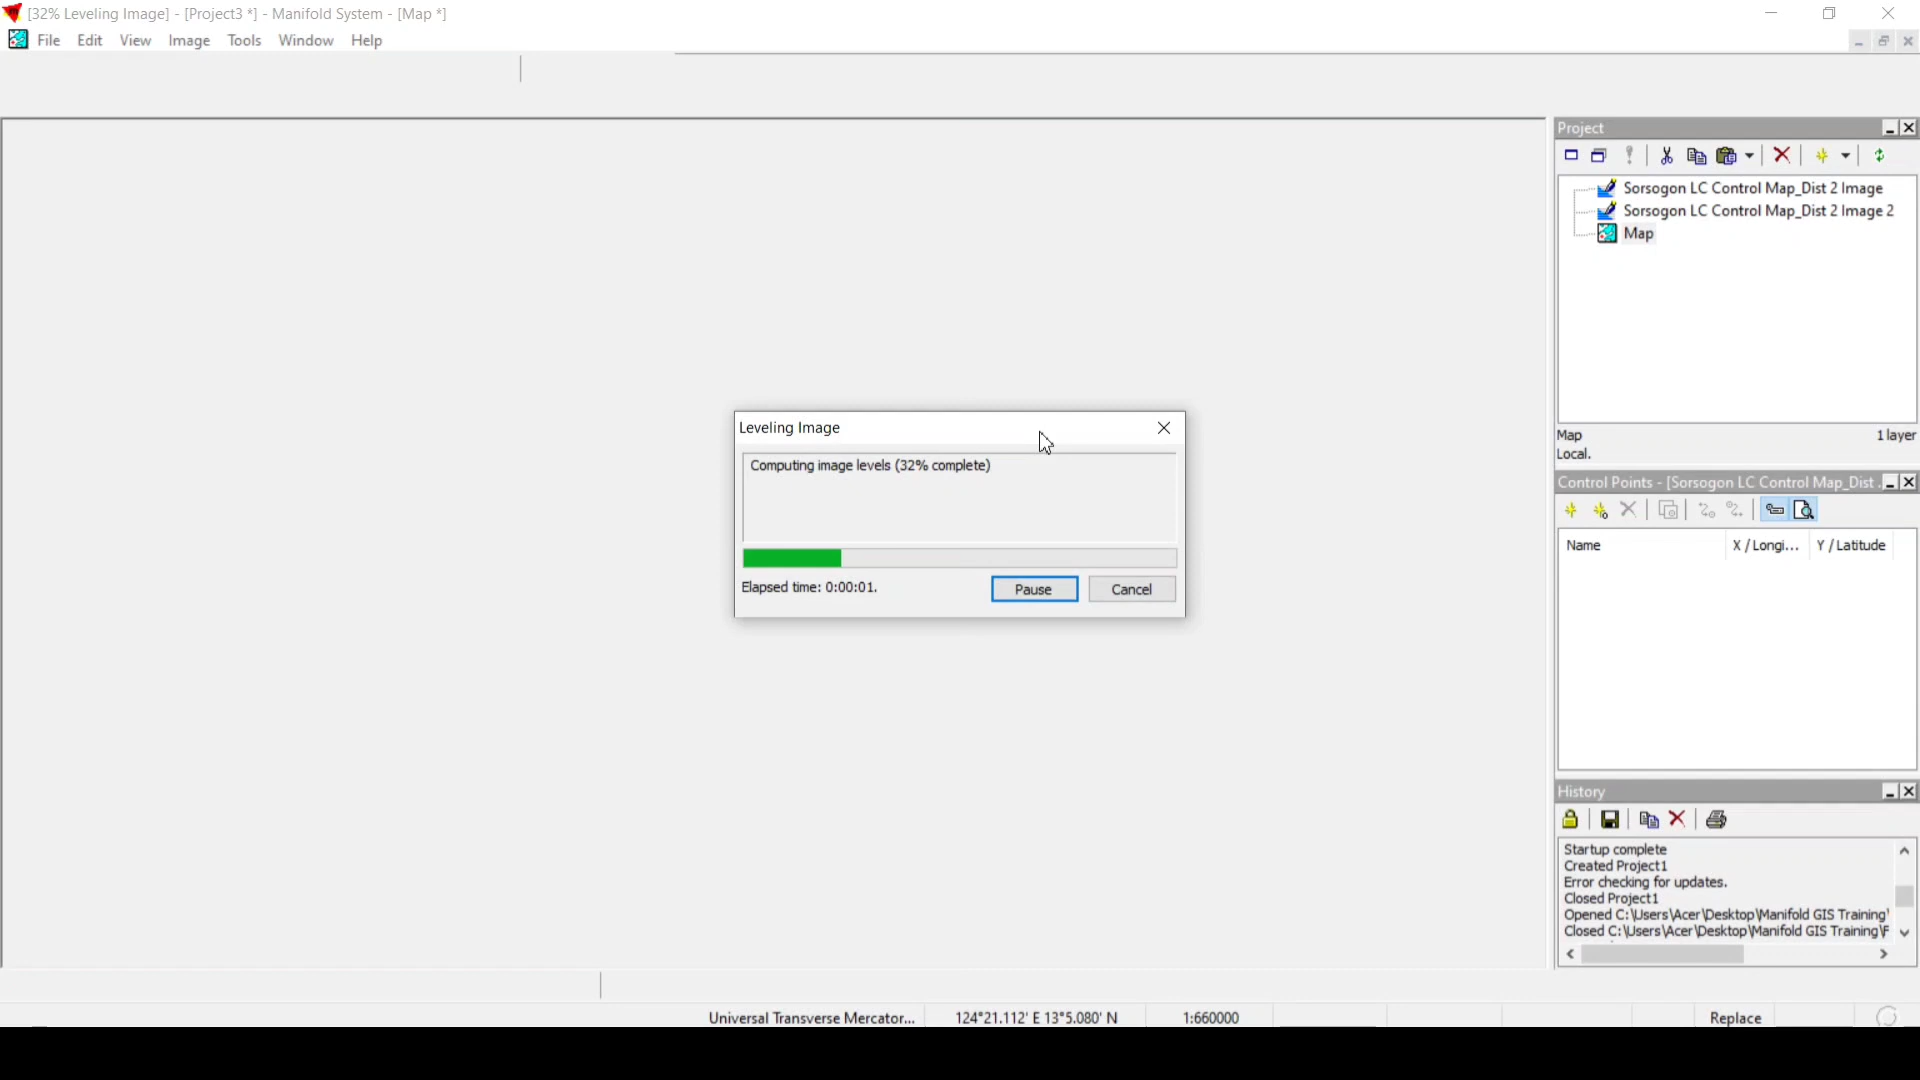 [32% Leveling Image] - [Project3 *] - Manifold System - [Map *]
File Edit View Image Tools Window Help
Project
Sorsogon LC Control Map_Dist 2 Image
Sorsogon LC Control Map_Dist 2 Image 2
Map
Map 1 layer
Local.
Control Points - [Sorsogon LC Control Map_Dist
Name X / Longi... Y / Latitude
Leveling Image
Computing image levels (32% complete)
Elapsed time: 0:00:01.
Pause Cancel
History
Startup complete
Created Project1
Error checking for updates.
Closed Project1
Opened C:\Users\Acer\Desktop\Manifold GIS Training\
Closed C:\Users\Acer\Desktop\Manifold GIS Training\F
Universal Transverse Mercator... 124°21.112' E 13°5.080' N 1:660000 Replace